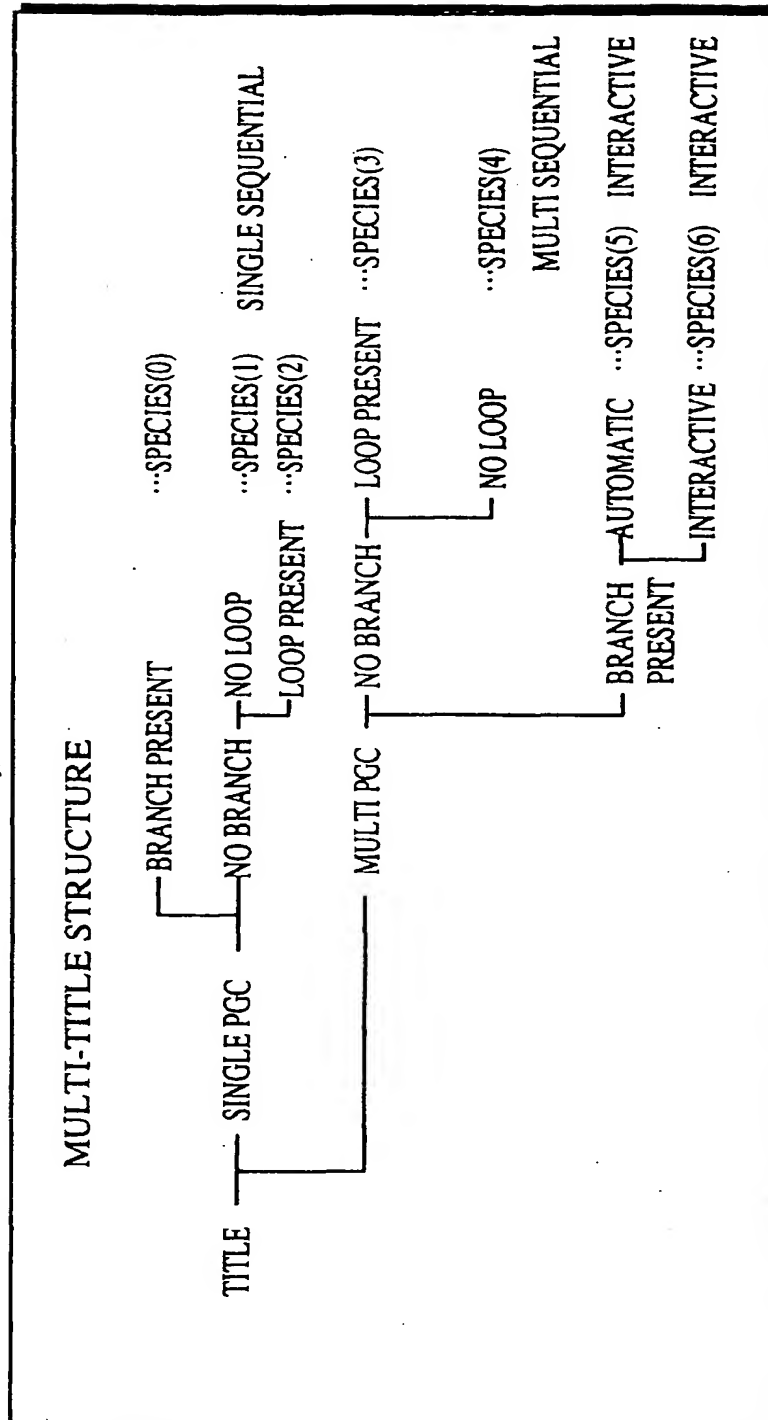 MULTI-TITLE STRUCTURE
BRANCH PRESENT ...SPECIES(0)
TITLE SINGLE PGC NO BRANCH NO LOOP ...SPECIES(1) SINGLE SEQUENTIAL
LOOP PRESENT ...SPECIES(2)
MULTI PGC NO BRANCH LOOP PRESENT ...SPECIES(3)
NO LOOP ...SPECIES(4)
MULTI SEQUENTIAL
BRANCH AUTOMATIC ...SPECIES(5) INTERACTIVE
PRESENT
INTERACTIVE ...SPECIES(6) INTERACTIVE